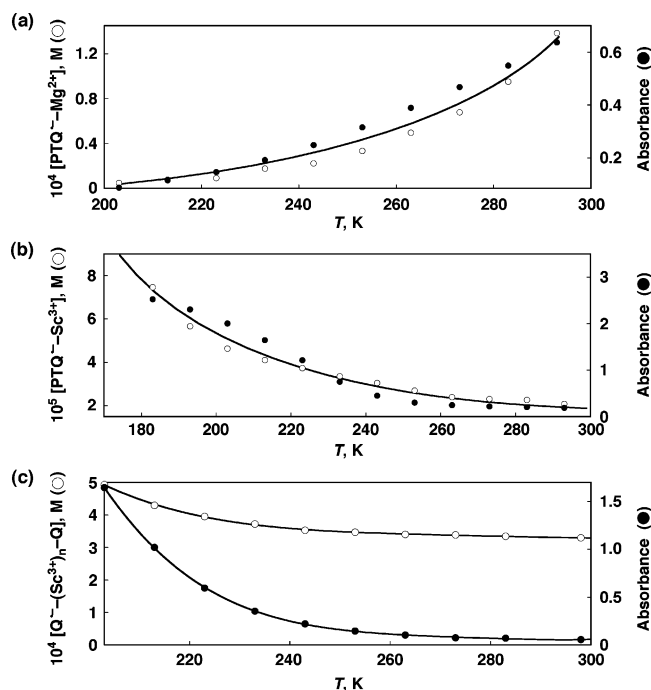 (a)
10⁴ [PTQ•−–Mg²⁺], M (○)
1.2
0.8
0.4
0
0.6
0.4
0.2
Absorbance (●)
200 220 240 260 280 300
T, K
(b)
10⁵ [PTQ•−–Sc³⁺], M (○)
8
6
4
2
3
2
1
0
Absorbance (●)
180 200 220 240 260 280 300
T, K
(c)
10⁴ [Q•−–(Sc³⁺)n–Q], M (○)
5
4
3
2
1
0
1.5
1.0
0.5
0
Absorbance (●)
220 240 260 280 300
T, K